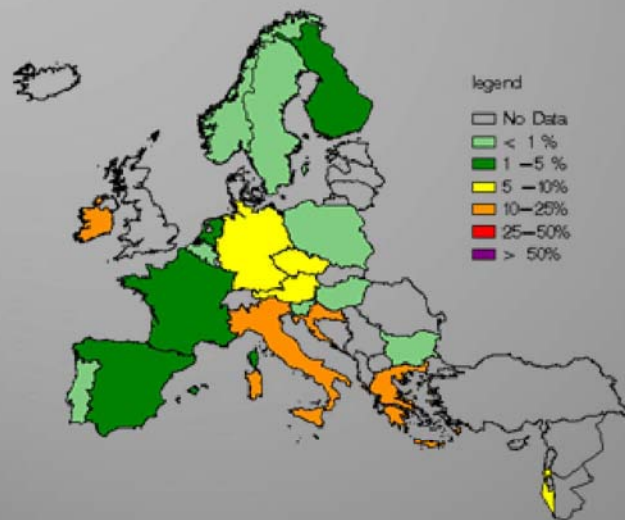 legend
No Data
< 1 %
1 –5 %
5 –10%
10–25%
25–50%
> 50%